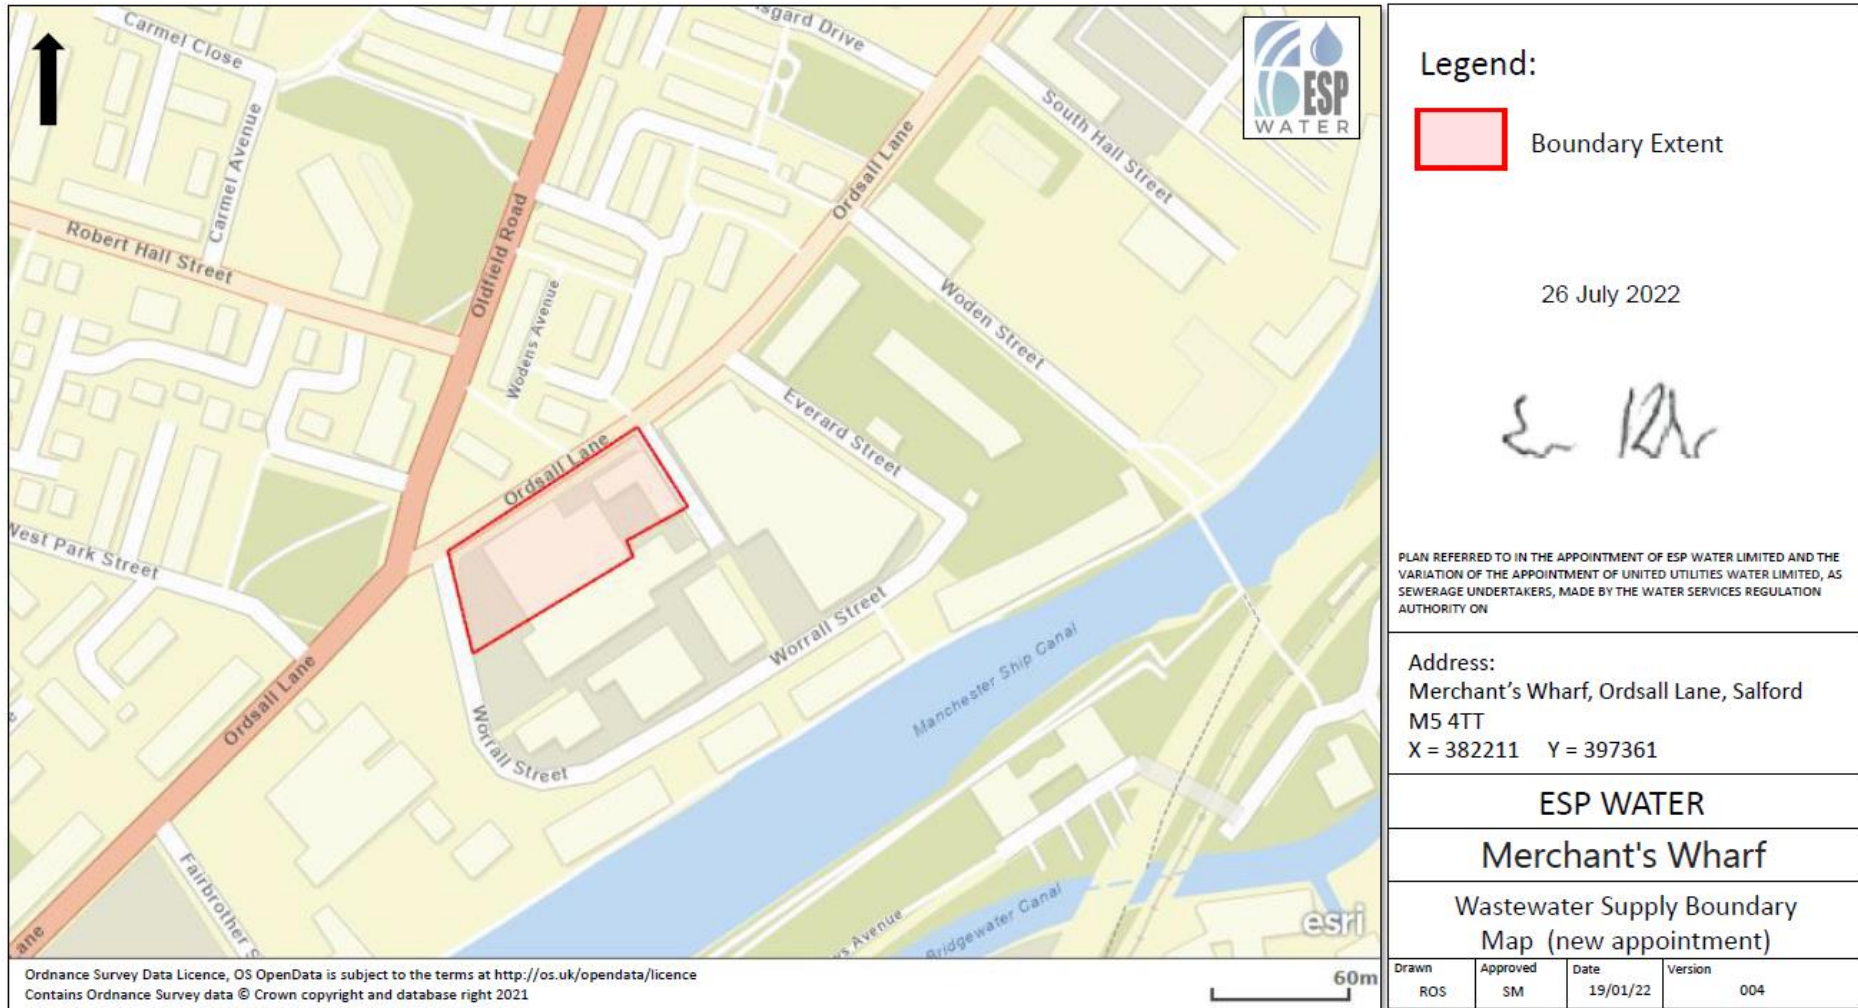 Carmel Close
sgard Drive
ESP
WATER
Carmel Avenue
South Hall Street
Ordsall Lane
Robert Hall Street
Oldfield Road
Wodens Avenue
Woden Street
Everard Street
Ordsall Lane
West Park Street
Worrall Street
Manchester Ship Canal
Ordsall Lane
Worrall Street
Fairbrother S
ane
ys Avenue
Bridgewater Canal
esri
Ordnance Survey Data Licence, OS OpenData is subject to the terms at http://os.uk/opendata/licence
Contains Ordnance Survey data © Crown copyright and database right 2021
60m
Legend:
Boundary Extent
26 July 2022
PLAN REFERRED TO IN THE APPOINTMENT OF ESP WATER LIMITED AND THE
VARIATION OF THE APPOINTMENT OF UNITED UTILITIES WATER LIMITED, AS
SEWERAGE UNDERTAKERS, MADE BY THE WATER SERVICES REGULATION
AUTHORITY ON
Address:
Merchant's Wharf, Ordsall Lane, Salford
M5 4TT
X = 382211 Y = 397361
ESP WATER
Merchant's Wharf
Wastewater Supply Boundary
Map (new appointment)
Drawn Approved Date Version
ROS SM 19/01/22 004